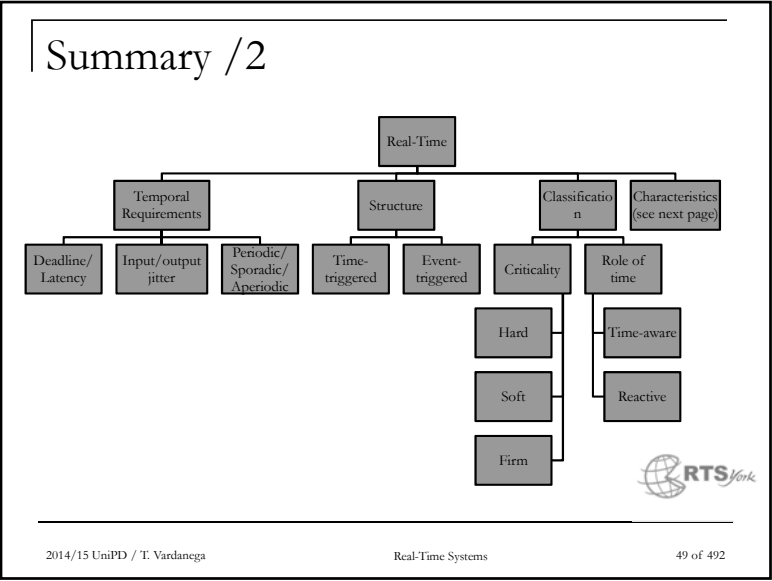 Summary /2
Real-Time
Temporal
Requirements
Structure
Classificatio
n
Characteristics
(see next page)
Deadline/
Latency
Input/output
jitter
Periodic/
Sporadic/
Aperiodic
Time-
triggered
Event-
triggered
Criticality
Role of
time
Hard
Time-aware
Soft
Reactive
Firm
RTS York
2014/15 UniPD / T. Vardanega
Real-Time Systems
49 of 492